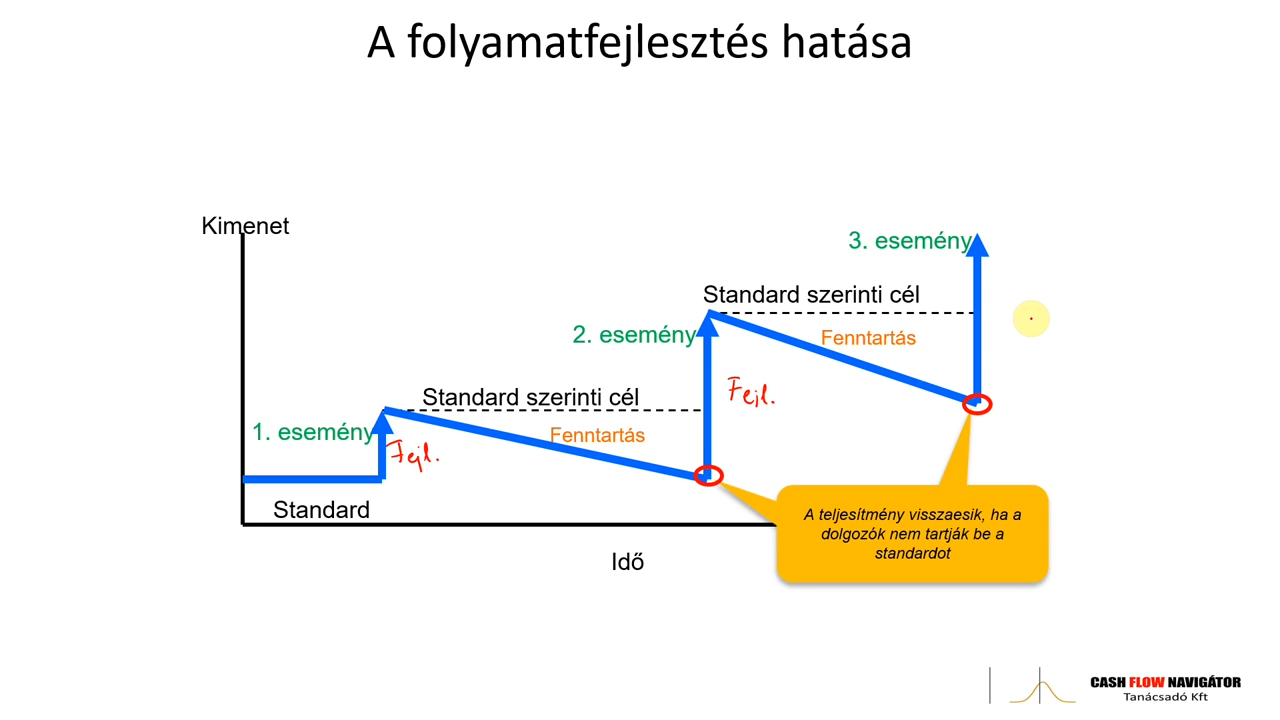 A folyamatfejlesztés hatása
Kimenet
3. esemény
Standard szerinti cél
2. esemény
Fenntartás
Fejl.
Standard szerinti cél
1. esemény
Fenntartás
Fejl.
Standard
A teljesítmény visszaesik, ha a
dolgozók nem tartják be a
standardot
Idő
CASH FLOW NAVIGÁTOR
Tanácsadó Kft